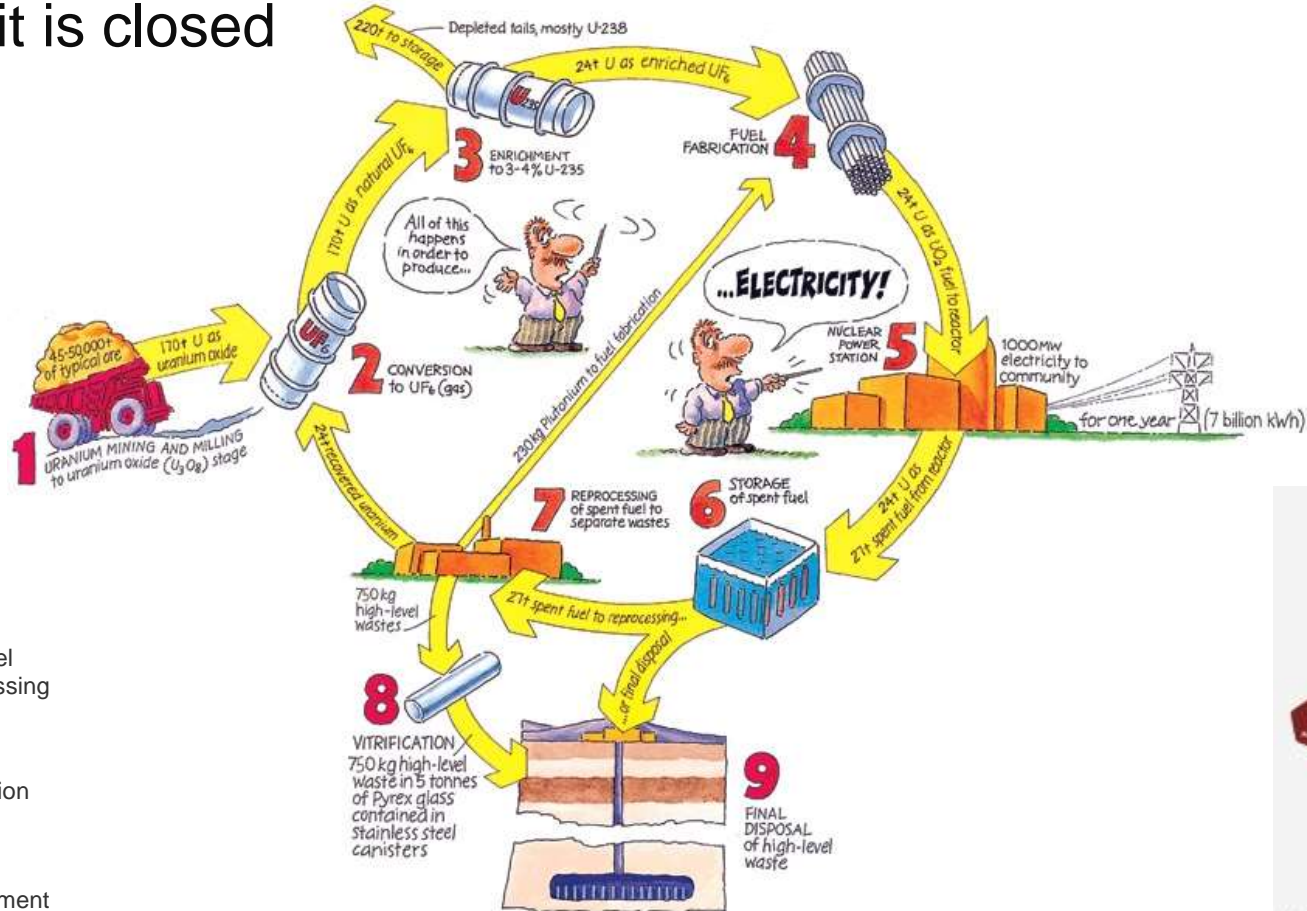 it is closed
220t to storage
Depleted tails, mostly U-238
24t U as enriched UF₆
U235
3
ENRICHMENT
to 3-4% U-235
FUEL
FABRICATION
4
170t U as natural UF₆
All of this
happens
in order to
produce...
24t U as UO₂ fuel to reactor
...ELECTRICITY!
230kg Plutonium to fuel fabrication
NUCLEAR
POWER
STATION
5
1000MW
electricity to
community
for one year (7 billion kWh)
45-50,000t
of typical ore
170t U as
uranium oxide
UF₆
2
CONVERSION
to UF₆ (gas)
1
URANIUM MINING AND MILLING
to uranium oxide (U₃O₈) stage
24t recovered uranium
7
REPROCESSING
of spent fuel to
separate wastes
6
STORAGE
of spent fuel
24t U as
27t spent fuel from reactor
750kg
high-level
wastes
27t spent fuel to reprocessing...
...or final disposal
8
VITRIFICATION
750kg high-level
waste in 5 tonnes
of Pyrex glass
contained in
stainless steel
canisters
9
FINAL
DISPOSAL
of high-level
waste
el
ssing
ion
ment